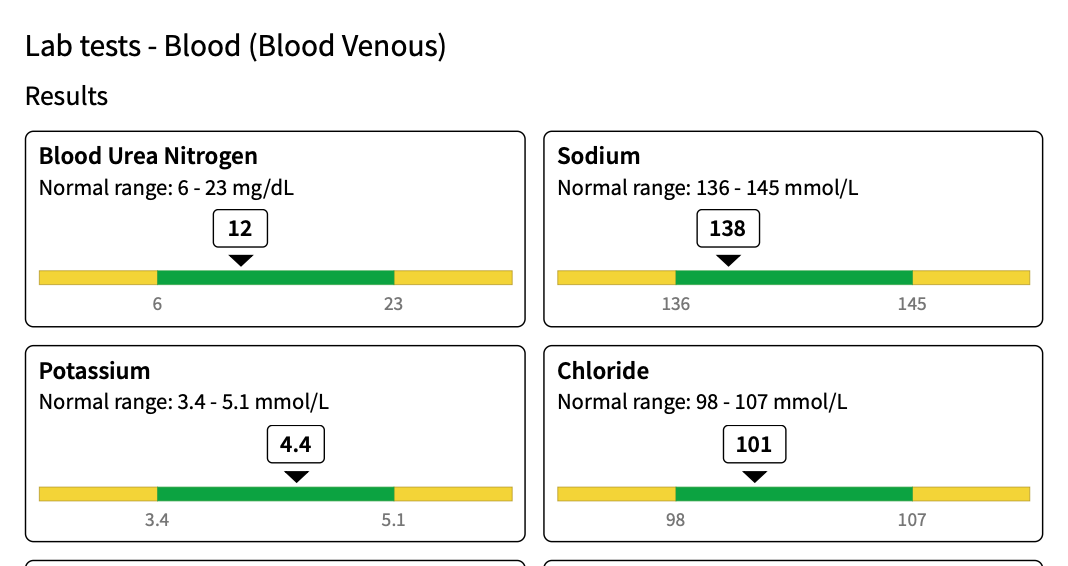 Lab tests - Blood (Blood Venous)
Results
Blood Urea Nitrogen
Normal range: 6 - 23 mg/dL
12
6
23
Sodium
Normal range: 136 - 145 mmol/L
138
136
145
Potassium
Normal range: 3.4 - 5.1 mmol/L
4.4
3.4
5.1
Chloride
Normal range: 98 - 107 mmol/L
101
98
107